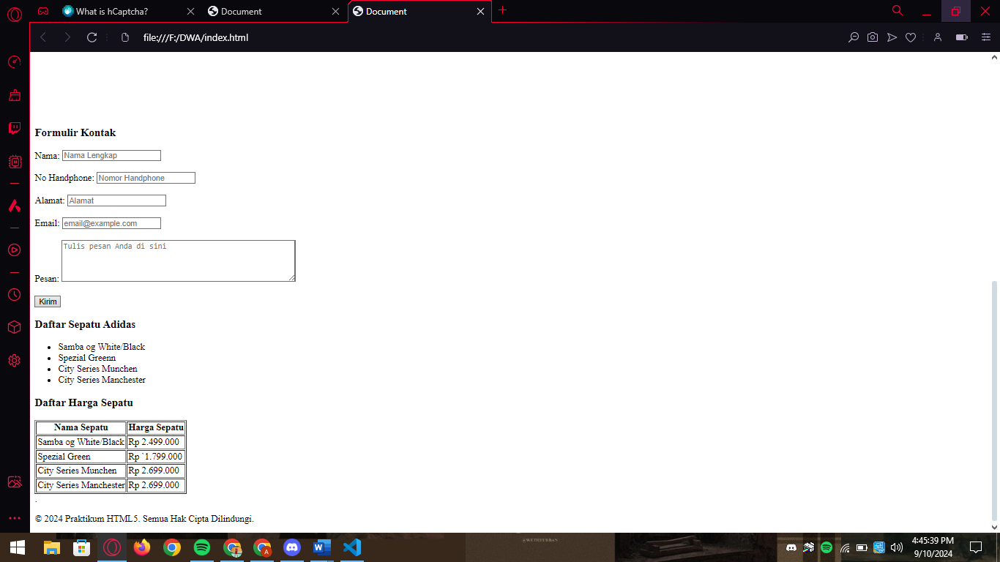 What is hCaptcha?
Document
Document
file:///F:/DWA/index.html
Formulir Kontak
Nama: Nama Lengkap
No Handphone: Nomor Handphone
Alamat: Alamat
Email: email@example.com
Tulis pesan Anda di sini
Pesan:
Kirim
Daftar Sepatu Adidas
• Samba og White/Black
• Spezial Greenn
• City Series Munchen
• City Series Manchester
Daftar Harga Sepatu
Nama Sepatu Harga Sepatu
Samba og White/Black Rp 2.499.000
Spezial Green Rp `1.799.000
City Series Munchen Rp 2.699.000
City Series Manchester Rp 2.699.000
.
© 2024 Praktikum HTML5. Semua Hak Cipta Dilindungi.
@WETHEURBAN
4:45:39 PM
9/10/2024